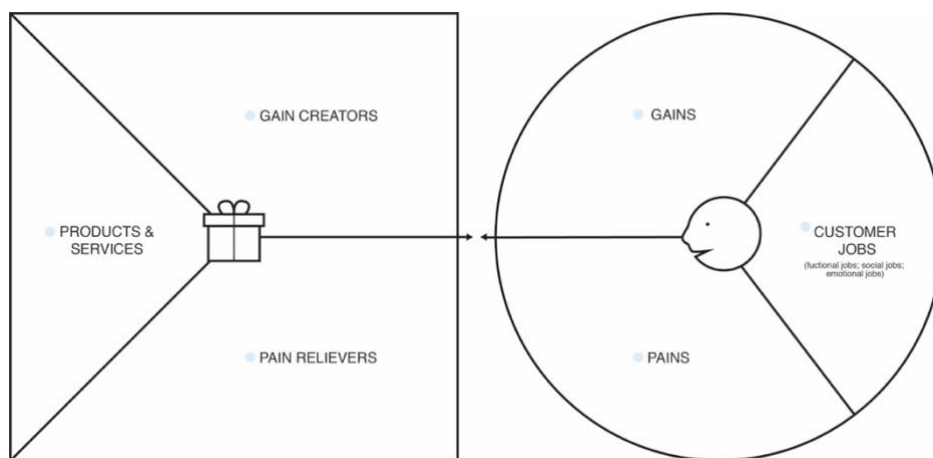 GAIN CREATORS
PRODUCTS &
SERVICES
PAIN RELIEVERS
GAINS
CUSTOMER
JOBS
(fuctional jobs; social jobs;
emotional jobs)
PAINS